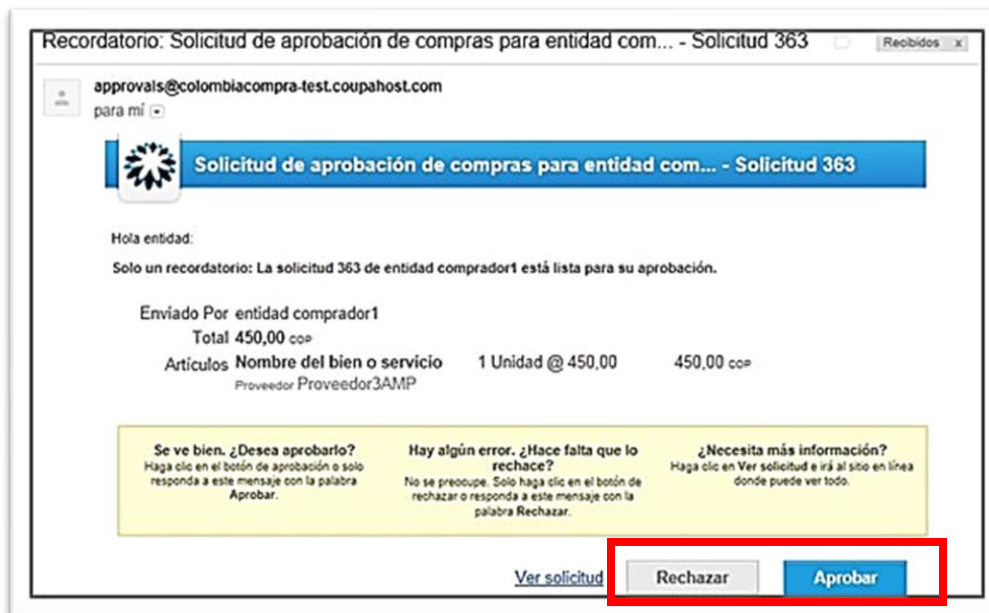 Recordatorio: Solicitud de aprobación de compras para entidad com... - Solicitud 363 Recibidos x
approvals@colombiacompra-test.coupahost.com
para mí
Solicitud de aprobación de compras para entidad com... - Solicitud 363
Hola entidad:
Solo un recordatorio: La solicitud 363 de entidad comprador1 está lista para su aprobación.
Enviado Por entidad comprador1
Total 450,00 COP
Artículos Nombre del bien o servicio 1 Unidad @ 450,00 450,00 COP
Proveedor Proveedor3AMP
Se ve bien. ¿Desea aprobarlo?
Haga clic en el botón de aprobación o solo
responda a este mensaje con la palabra
Aprobar.
Hay algún error. ¿Hace falta que lo
rechace?
No se preocupe. Solo haga clic en el botón de
rechazar o responda a este mensaje con la
palabra Rechazar.
¿Necesita más información?
Haga clic en Ver solicitud e irá al sitio en línea
donde puede ver todo.
Ver solicitud Rechazar Aprobar